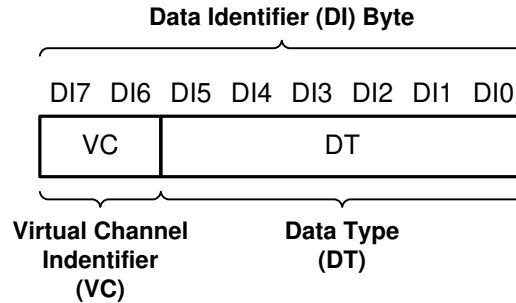 Data Identifier (DI) Byte
DI7 DI6 DI5 DI4 DI3 DI2 DI1 DI0
VC DT
Virtual Channel Data Type
Indentifier (DT)
(VC)